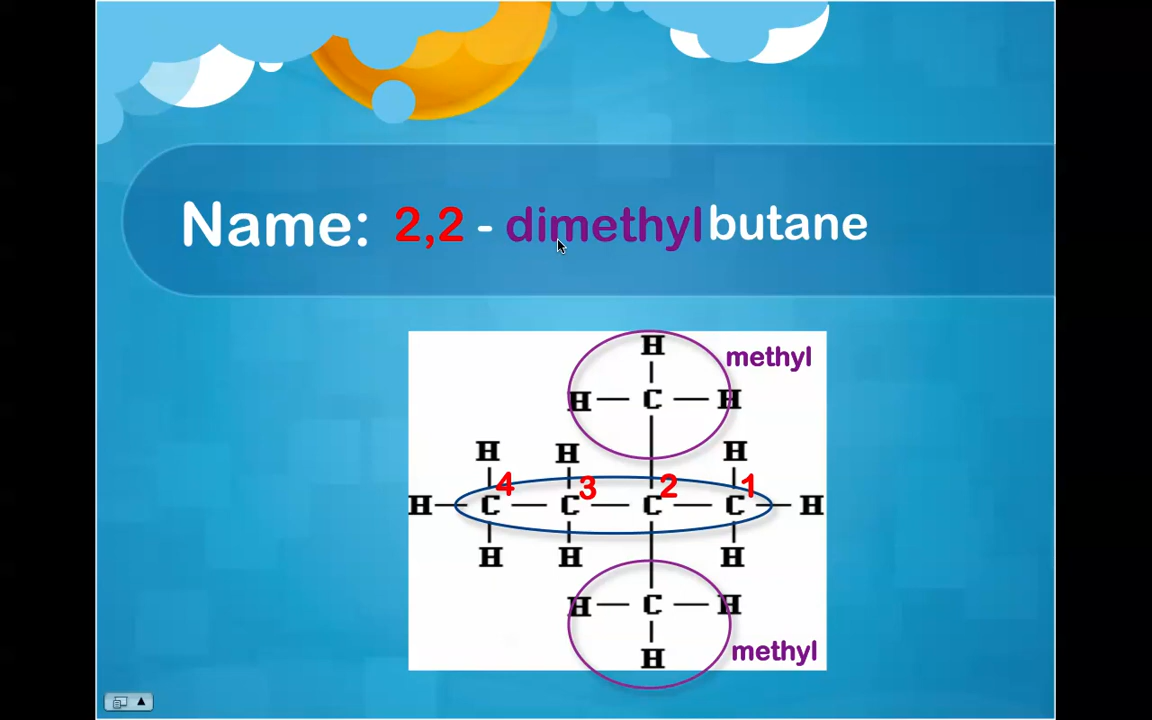 Name: 2,2 - dimethylbutane
H
methyl
H — C — H
H H H
4 3 2 1
H — C — C — C — C — H
H H H
H — C — H
H
methyl